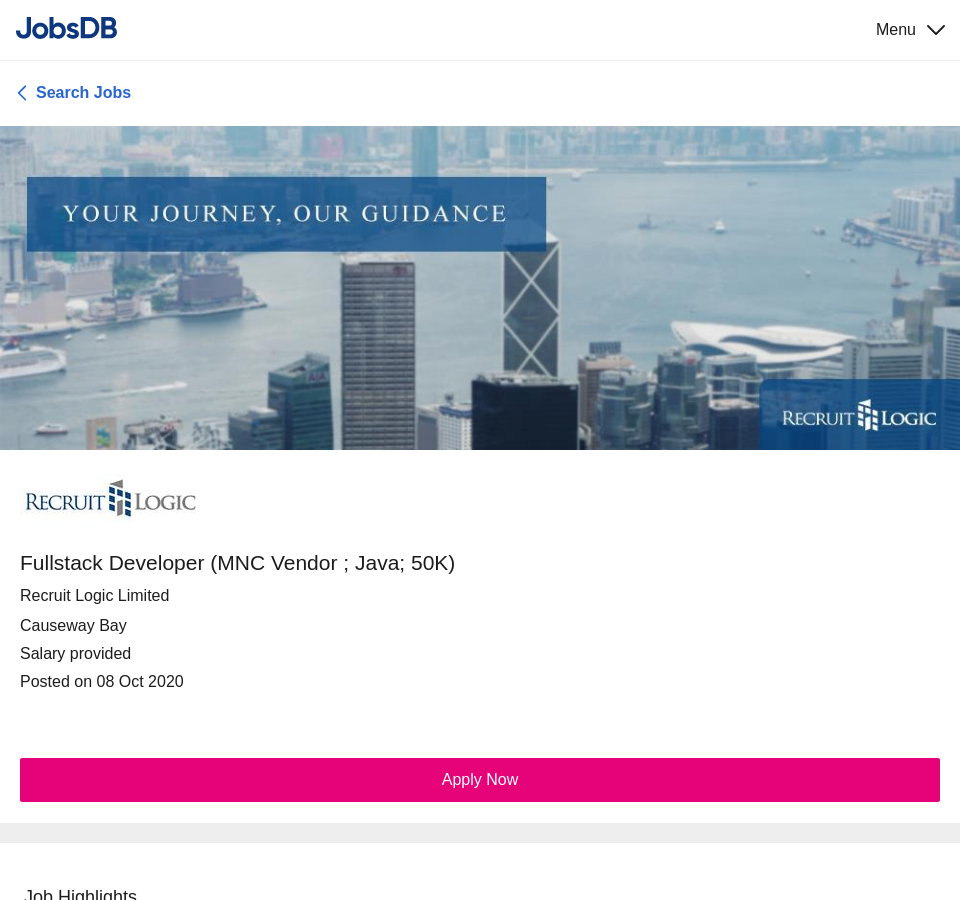 JobsDB
Menu
Search Jobs
YOUR JOURNEY, OUR GUIDANCE
AIA
RECRUIT LOGIC
RECRUIT LOGIC
Fullstack Developer (MNC Vendor ; Java; 50K)
Recruit Logic Limited
Causeway Bay
Salary provided
Posted on 08 Oct 2020
Apply Now
Job Highlights